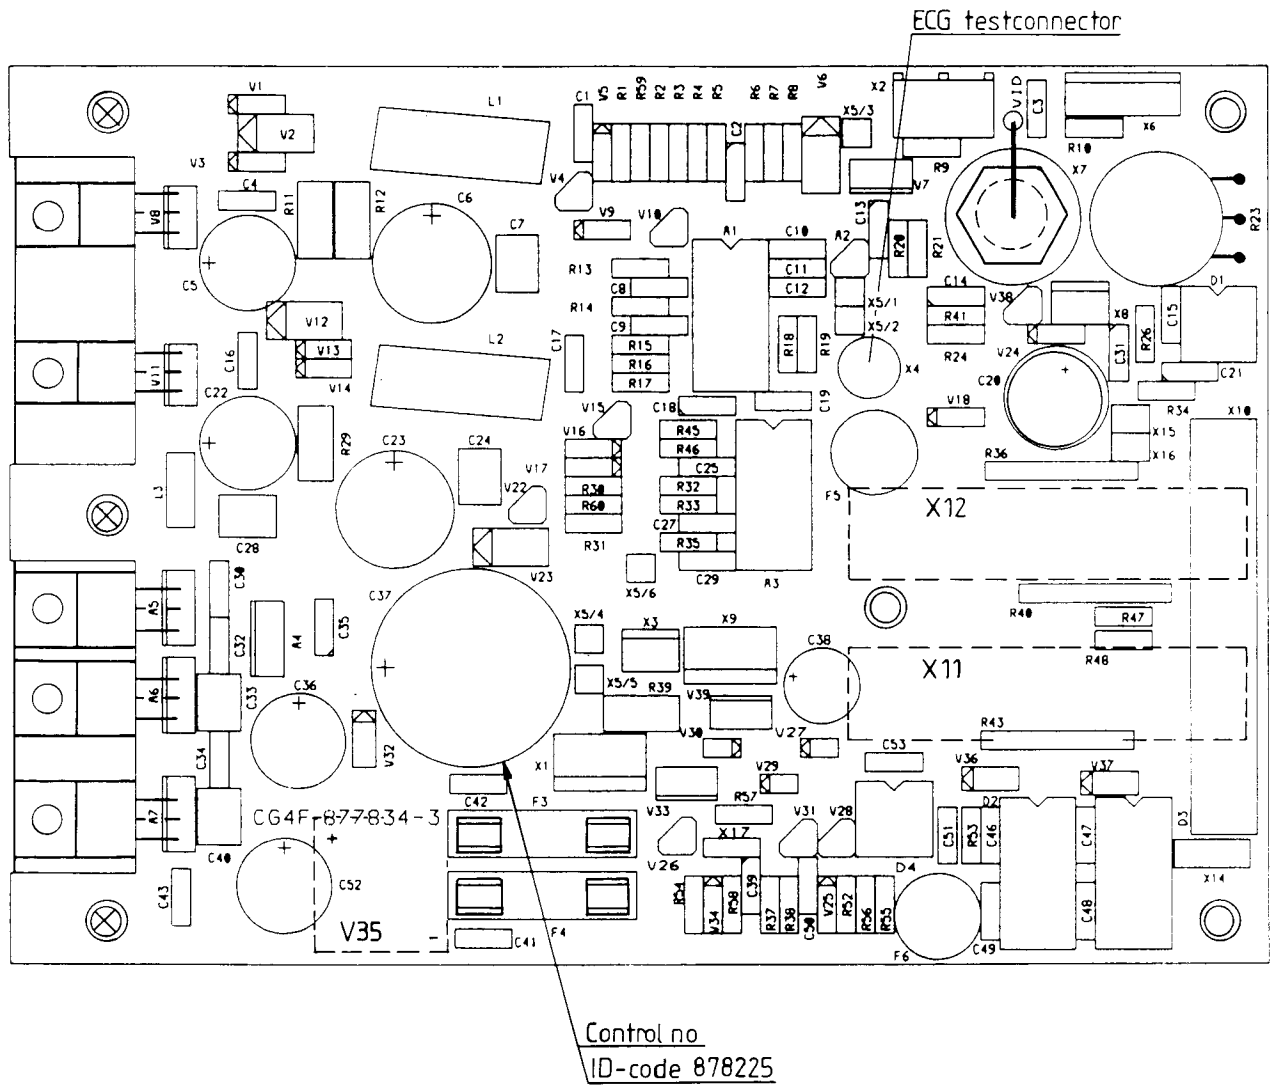 ECG testconnector
V1
V2
V3
L1
C1
V5
R1
R59
R2
R3
R4
R5
C2
R6
R7
R8
V6
X5/3
X2
VID
C3
X6
R10
R9
X7
V4
V7
V8
C4
R11
R12
C6
C7
V9
V10
A1
C10
A2
C13
R20
R21
R23
C5
R13
C8
R14
C9
C11
C12
X5/1
X5/2
C14
R41
R24
V38
X8
D1
C15
R26
V12
V13
V14
C16
L2
C17
R15
R16
R17
R18
R19
X4
V24
C31
C21
R34
V11
C22
R29
C23
C24
V15
V16
C18
C19
V18
C20
X10
X15
X16
R45
R46
C25
R36
L3
V17
V22
R30
R60
R31
R32
R33
C27
R35
C29
A3
F5
X12
C28
V23
X5/6
C30
A5
C32
A4
C35
C37
X5/4
X3
X9
C38
R40
R47
R48
X11
A6
C33
C36
X5/5
R39
V39
R43
C34
V32
X1
V30
V27
C53
V36
V37
A7
C42
F3
V29
R57
V33
V31
V28
D2
D3
CG4F-877834-3
C40
V26
X17
C39
D4
C51
R53
C46
C47
X14
C43
C52
V35
-
F4
C41
R54
V34
R58
R37
R38
C50
V25
R52
R56
R55
F6
C49
C48
Control no
ID-code 878225